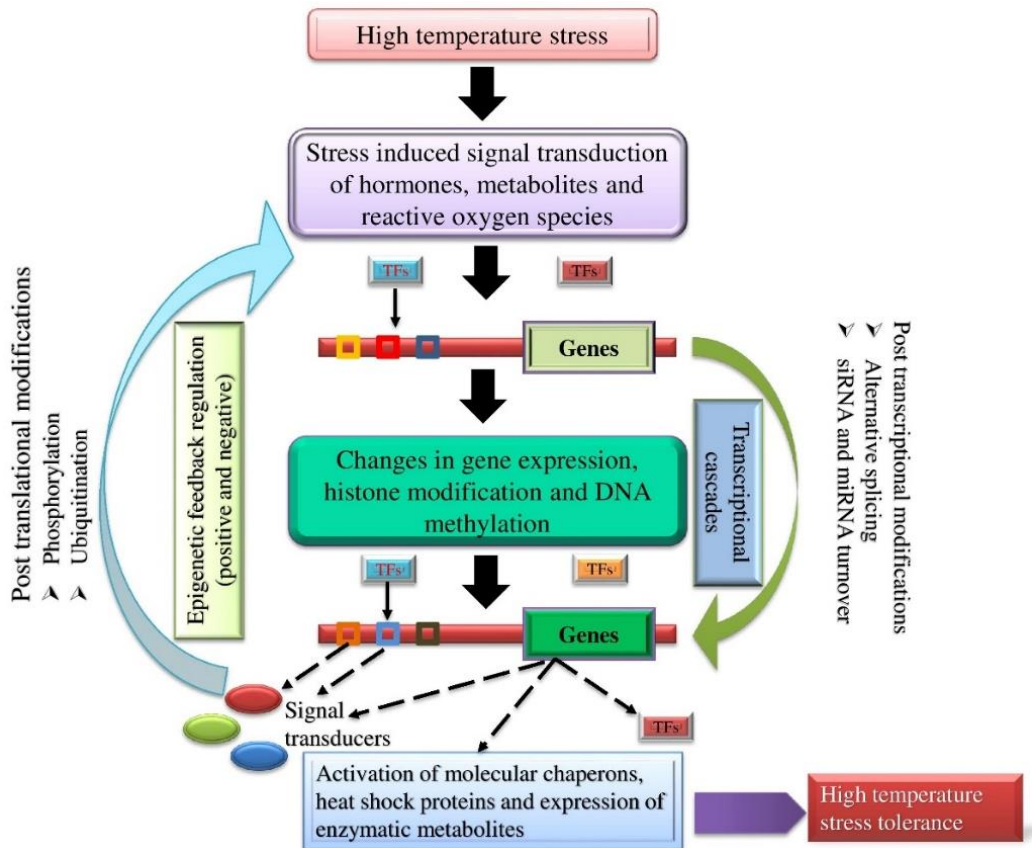 High temperature stress
Stress induced signal transduction
of hormones, metabolites and
reactive oxygen species
TFs
TFs
Genes
Changes in gene expression,
histone modification and DNA
methylation
TFs
TFs
Genes
Post translational modifications
➢ Phosphorylation
➢ Ubiquitination
Epigenetic feedback regulation
(positive and negative)
Transcriptional
cascades
Post transcriptional modifications
➢ Alternative splicing
➢ siRNA and miRNA turnover
Signal
transducers
TFs
Activation of molecular chaperons,
heat shock proteins and expression of
enzymatic metabolites
High temperature
stress tolerance